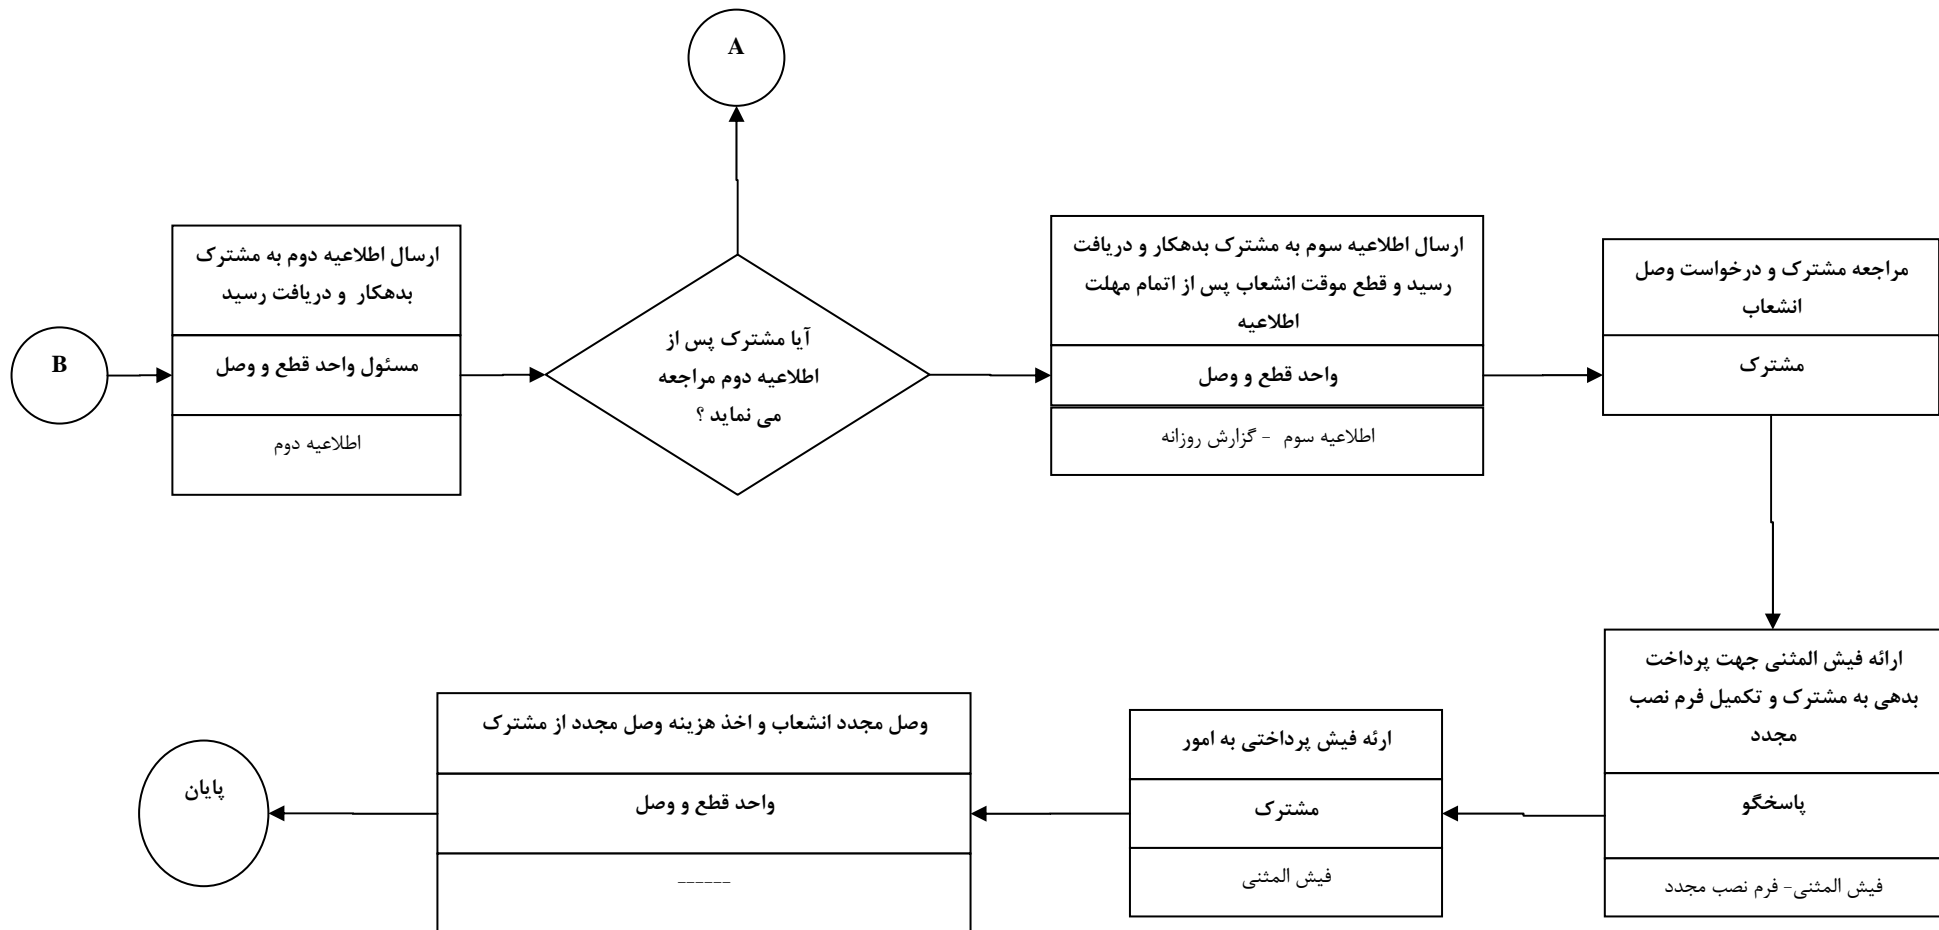 A
B
ارسال اطلاعیه دوم به مشترک
بدهکار و دریافت رسید
مسئول واحد قطع و وصل
اطلاعیه دوم
آیا مشترک پس از
اطلاعیه دوم مراجعه
می نماید ؟
ارسال اطلاعیه سوم به مشترک بدهکار و دریافت
رسید و قطع موقت انشعاب پس از اتمام مهلت
اطلاعیه
واحد قطع و وصل
اطلاعیه سوم - گزارش روزانه
مراجعه مشترک و درخواست وصل
انشعاب
مشترک
ارائه فیش المثنی جهت پرداخت
بدهی به مشترک و تکمیل فرم نصب
مجدد
پاسخگو
فیش المثنی- فرم نصب مجدد
ارئه فیش پرداختی به امور
مشترک
فیش المثنی
وصل مجدد انشعاب و اخذ هزینه وصل مجدد از مشترک
واحد قطع و وصل
------
پایان